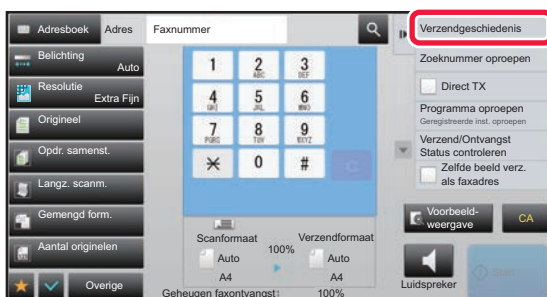 Adresboek
Adres
Faxnummer
Verzendgeschiedenis
Belichting
Auto
Resolutie
Extra Fijn
Origineel
Opdr. samenst.
Langz. scanm.
Gemengd form.
Aantal originelen
Overige
1
2
ABC
3
DEF
4
GHI
5
JKL
6
MNO
7
PQRS
8
TUV
9
WXYZ
0
#
C
Zoeknummer oproepen
Direct TX
Programma oproepen
Geregistreerde inst. oproepen
Verzend/Ontvangst
Status controleren
Zelfde beeld verz.
als faxadres
Voorbeeld-
weergave
CA
Scanformaat
100%
Verzendformaat
Auto
A4
Auto
A4
Geheugen faxontvangst:
100%
Luidspreker
Start